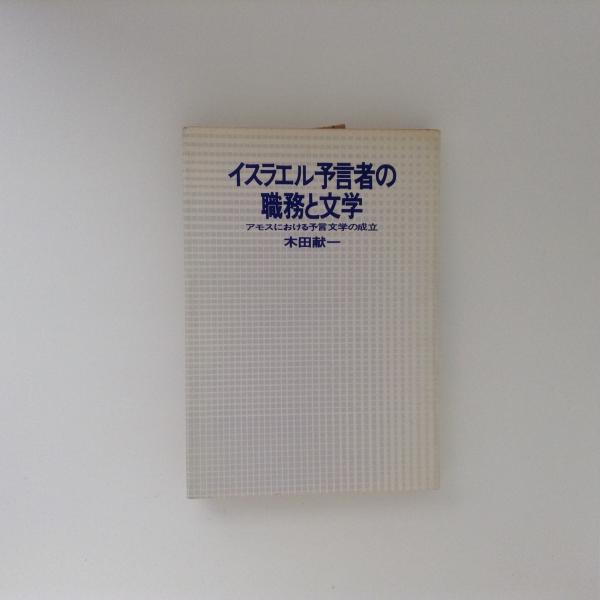 イスラエル予言者の
職務と文学
アモスにおける予言文学の成立
木田献一